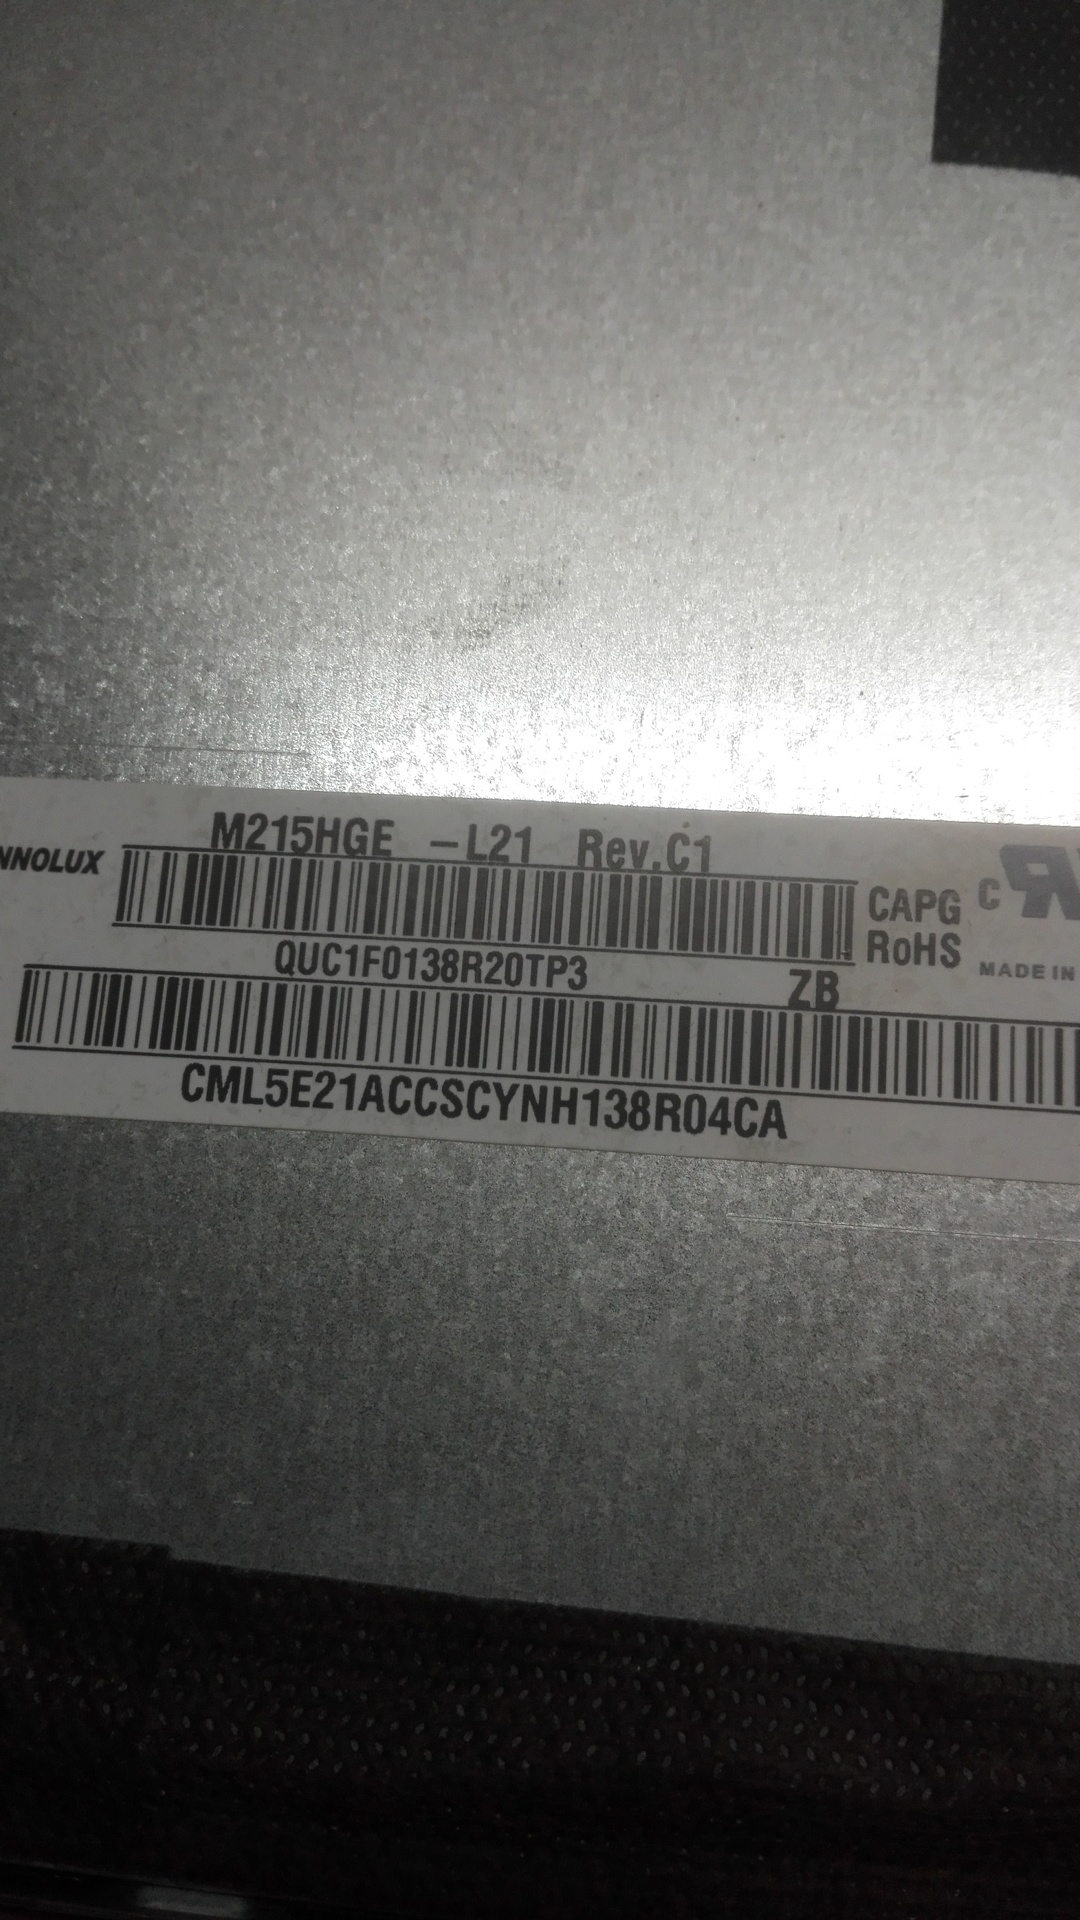 M215HGE -L21 Rev.C1
NNOLUX
CAPG
RoHS
C
MADE IN
QUC1F0138R20TP3 ZB
CML5E21ACCSCYNH138R04CA